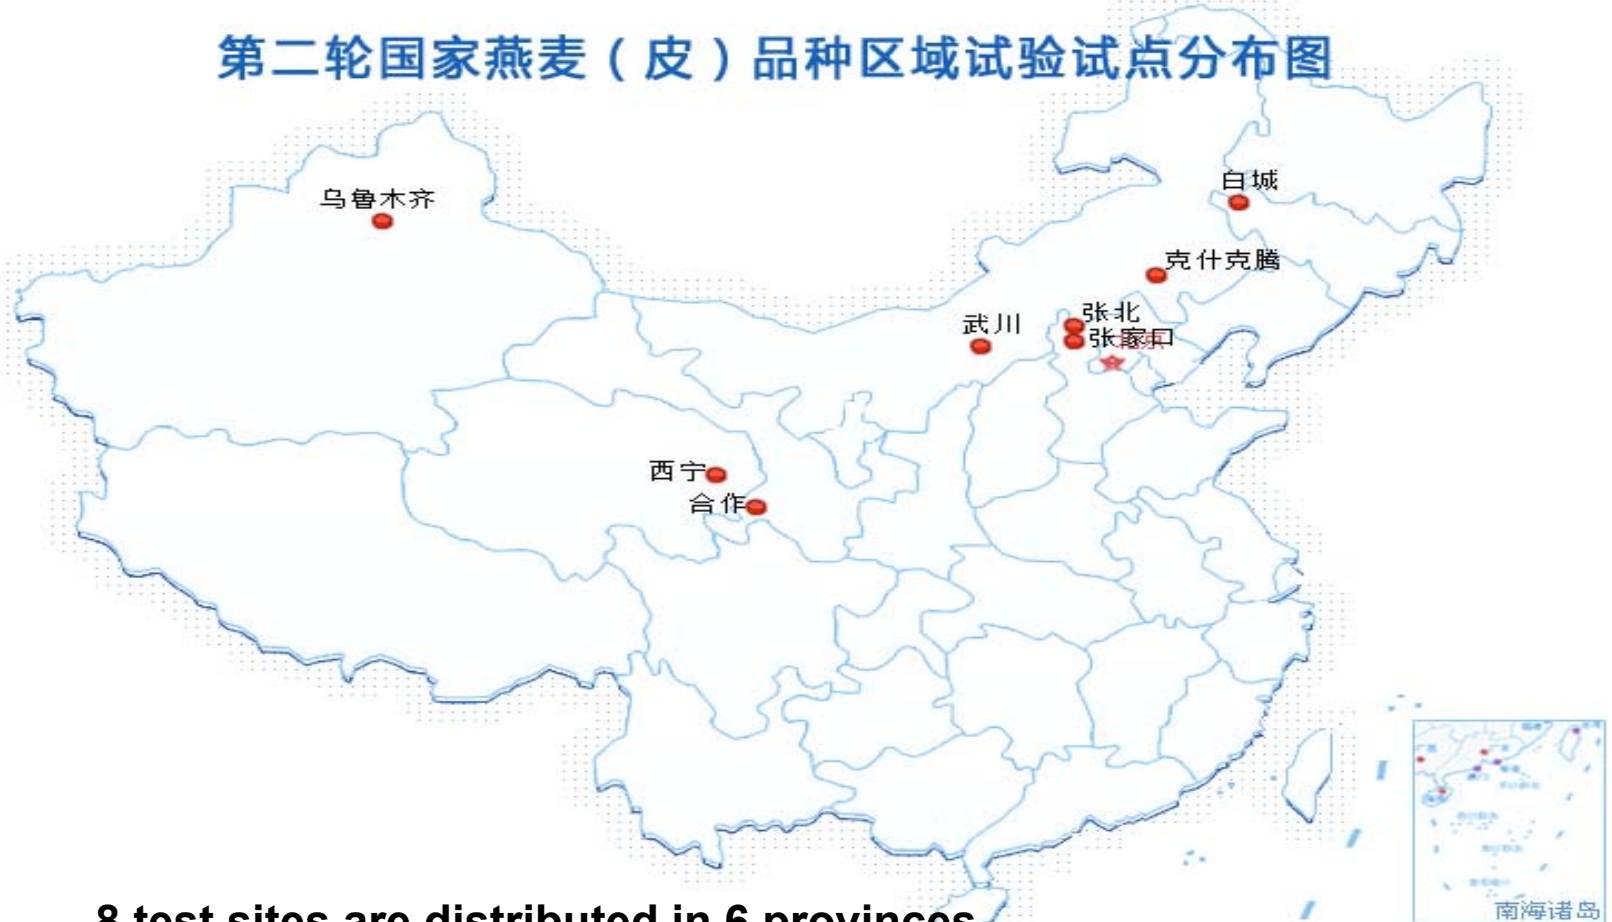 第二轮国家燕麦（皮）品种区域试验试点分布图
白城
乌鲁木齐
克什克腾
张北
武川
张家口
北京
西宁
合作
南海诸岛
8 test sites are distributed in 6 provinces